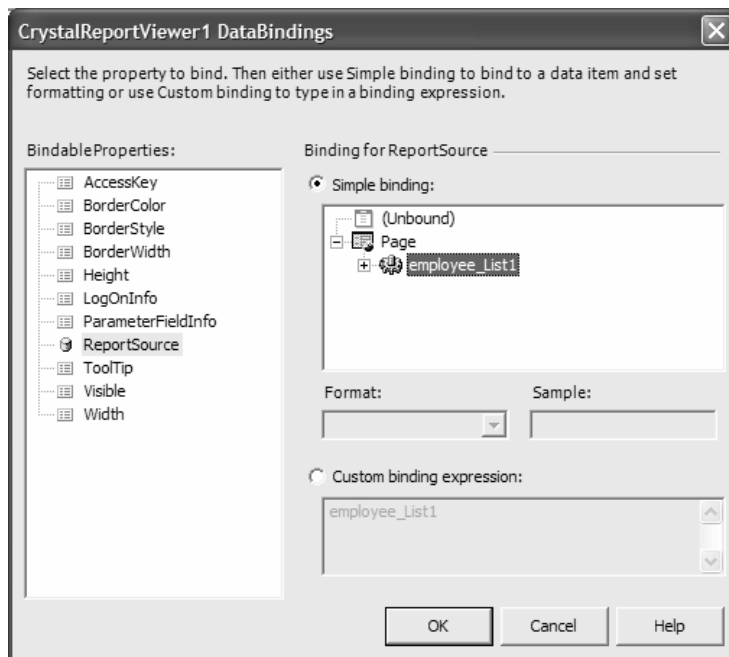 CrystalReportViewer1 DataBindings
Select the property to bind. Then either use Simple binding to bind to a data item and set
formatting or use Custom binding to type in a binding expression.
BindableProperties:
AccessKey
BorderColor
BorderStyle
BorderWidth
Height
LogOnInfo
ParameterFieldInfo
ReportSource
ToolTip
Visible
Width
Binding for ReportSource
Simple binding:
(Unbound)
Page
employee_List1
Format:
Sample:
Custom binding expression:
employee_List1
OK
Cancel
Help